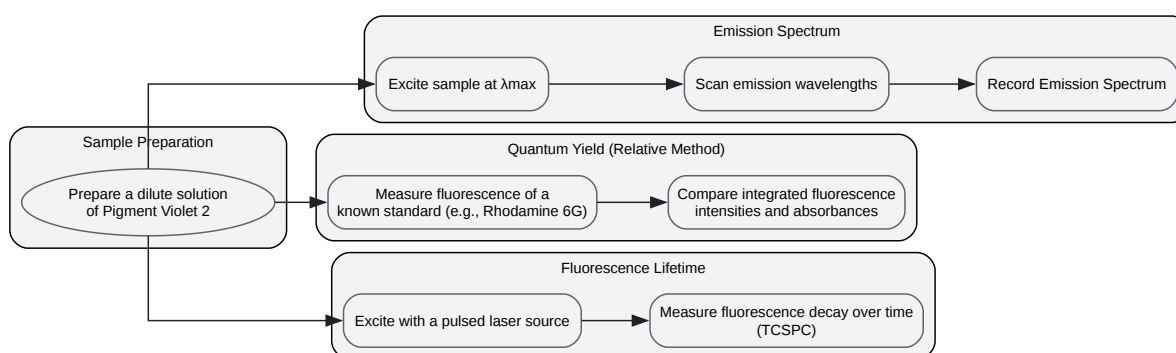 Emission Spectrum
Excite sample at λmax
Scan emission wavelengths
Record Emission Spectrum
Sample Preparation
Prepare a dilute solution
of Pigment Violet 2
Quantum Yield (Relative Method)
Measure fluorescence of a
known standard (e.g., Rhodamine 6G)
Compare integrated fluorescence
intensities and absorbances
Fluorescence Lifetime
Excite with a pulsed laser source
Measure fluorescence decay over time
(TCSPC)